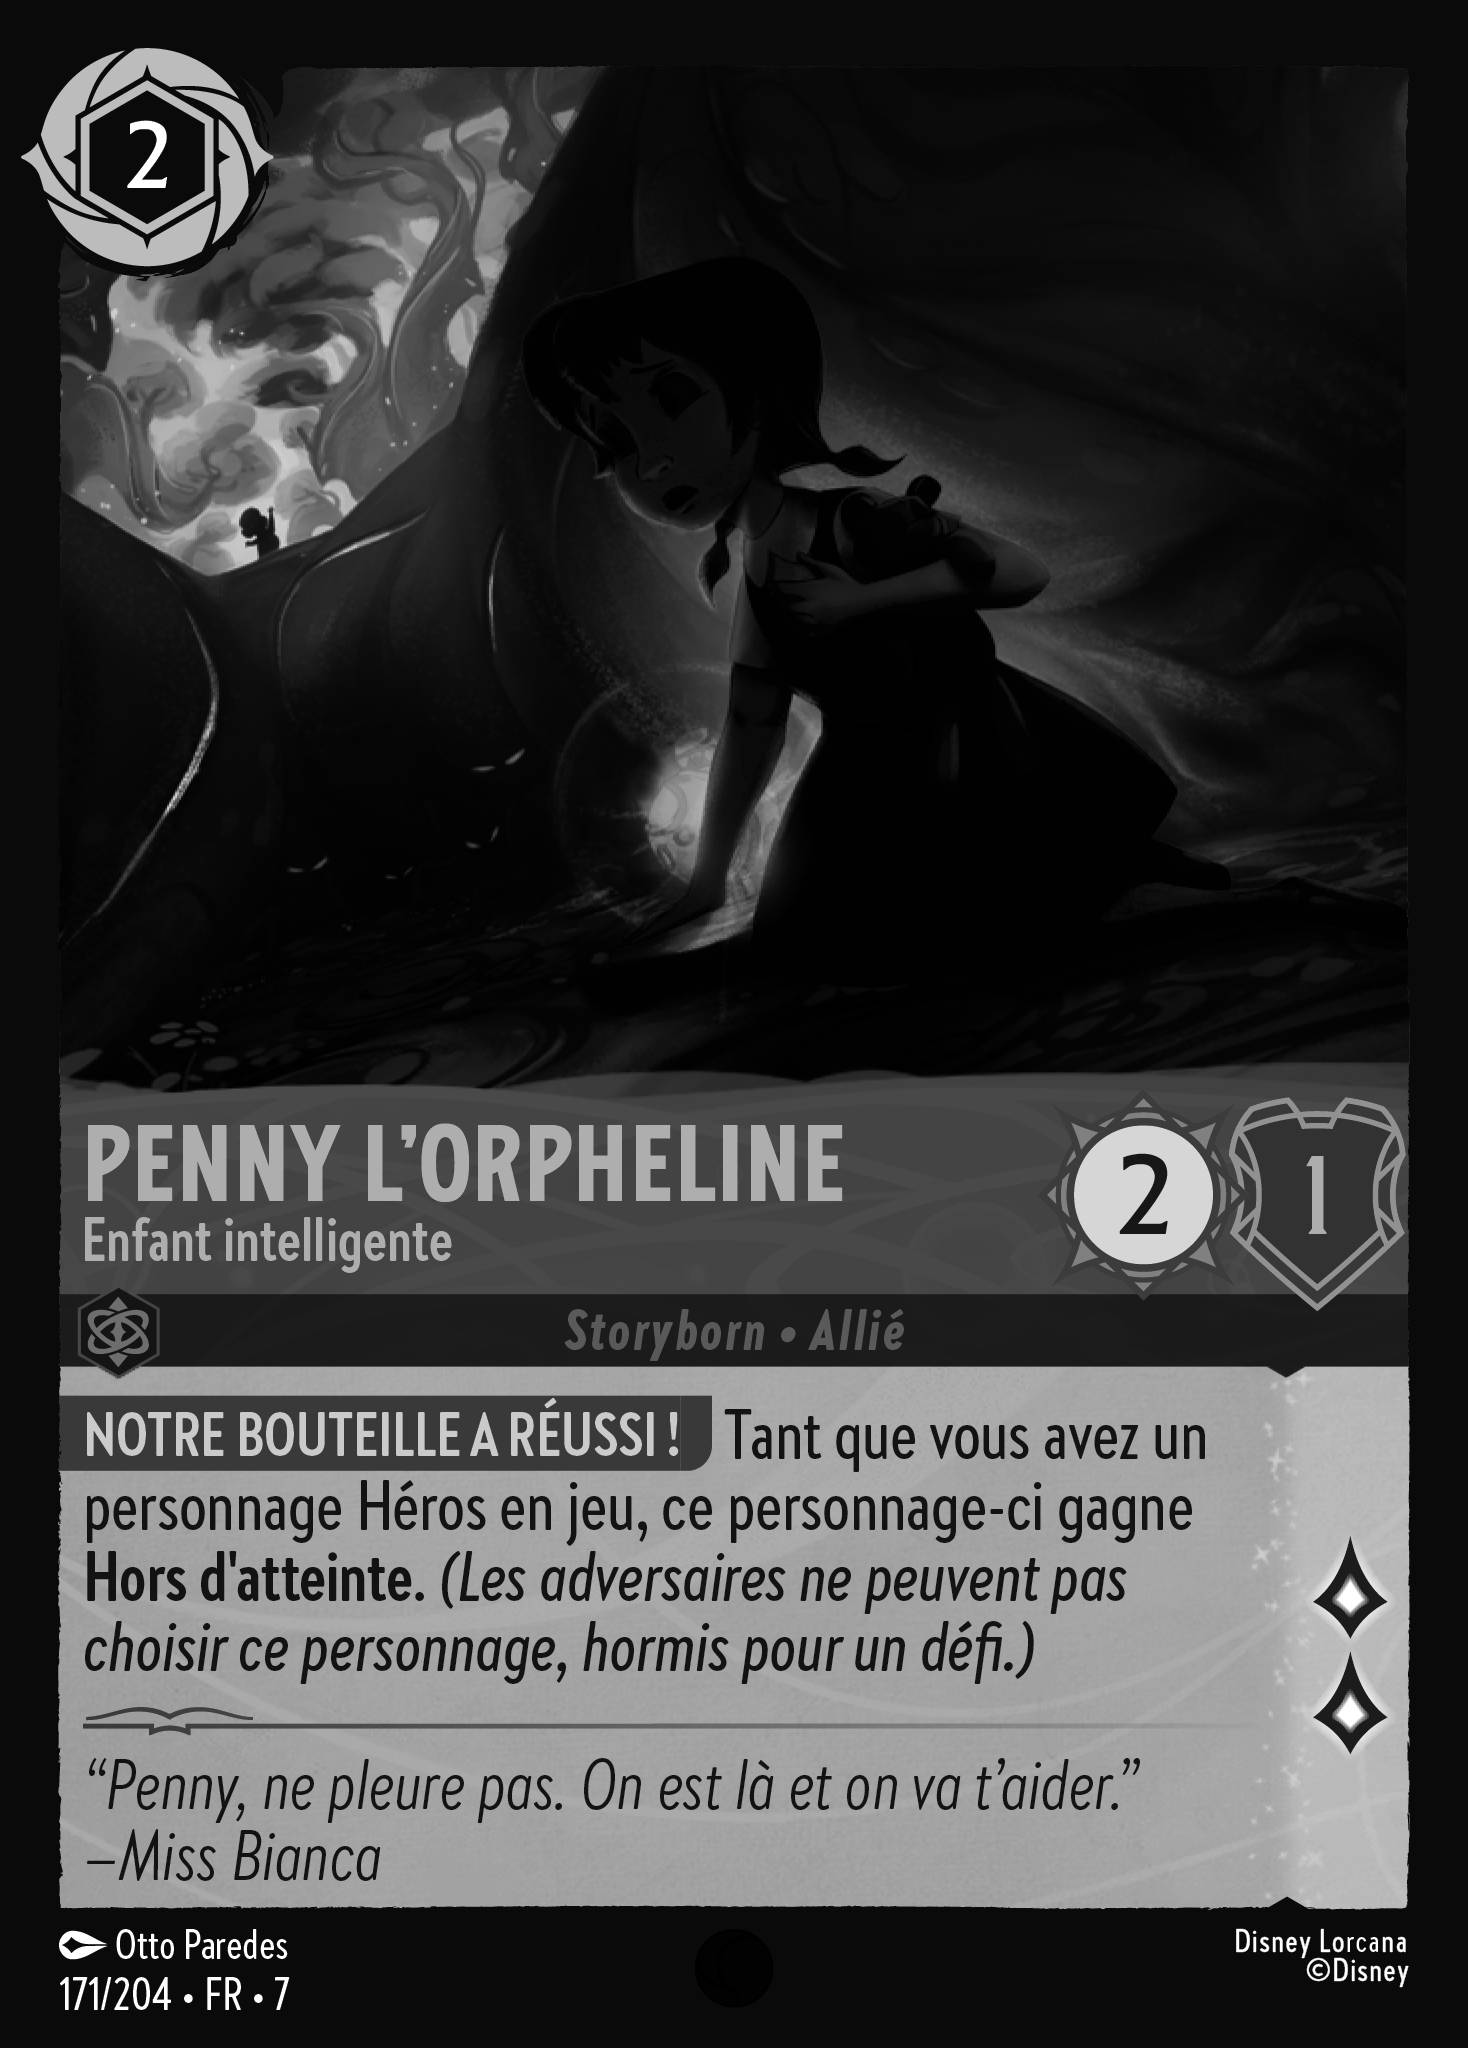 2
PENNY L’ORPHELINE
Enfant intelligente
2
1
Storyborn • Allié
NOTRE BOUTEILLE A RÉUSSI ! Tant que vous avez un
personnage Héros en jeu, ce personnage-ci gagne
Hors d'atteinte. (Les adversaires ne peuvent pas
choisir ce personnage, hormis pour un défi.)
“Penny, ne pleure pas. On est là et on va t’aider.”
–Miss Bianca
Otto Paredes
171/204 • FR • 7
Disney Lorcana
©Disney